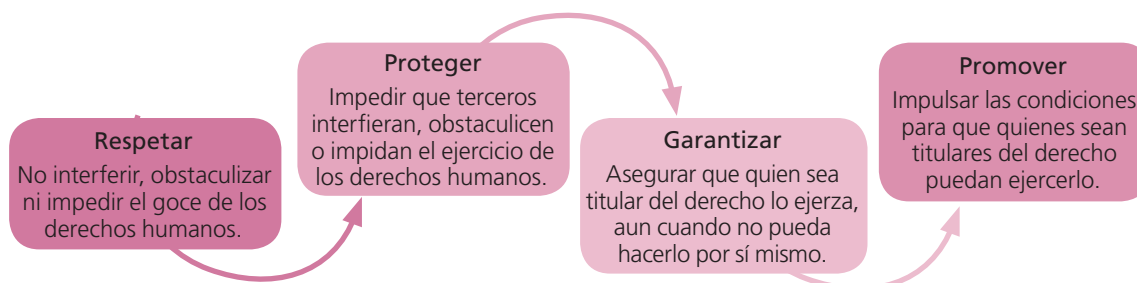 Respetar
No interferir, obstaculizar
ni impedir el goce de los
derechos humanos.
Proteger
Impedir que terceros
interfieran, obstaculicen
o impidan el ejercicio de
los derechos humanos.
Garantizar
Asegurar que quien sea
titular del derecho lo ejerza,
aun cuando no pueda
hacerlo por sí mismo.
Promover
Impulsar las condiciones
para que quienes sean
titulares del derecho
puedan ejercerlo.